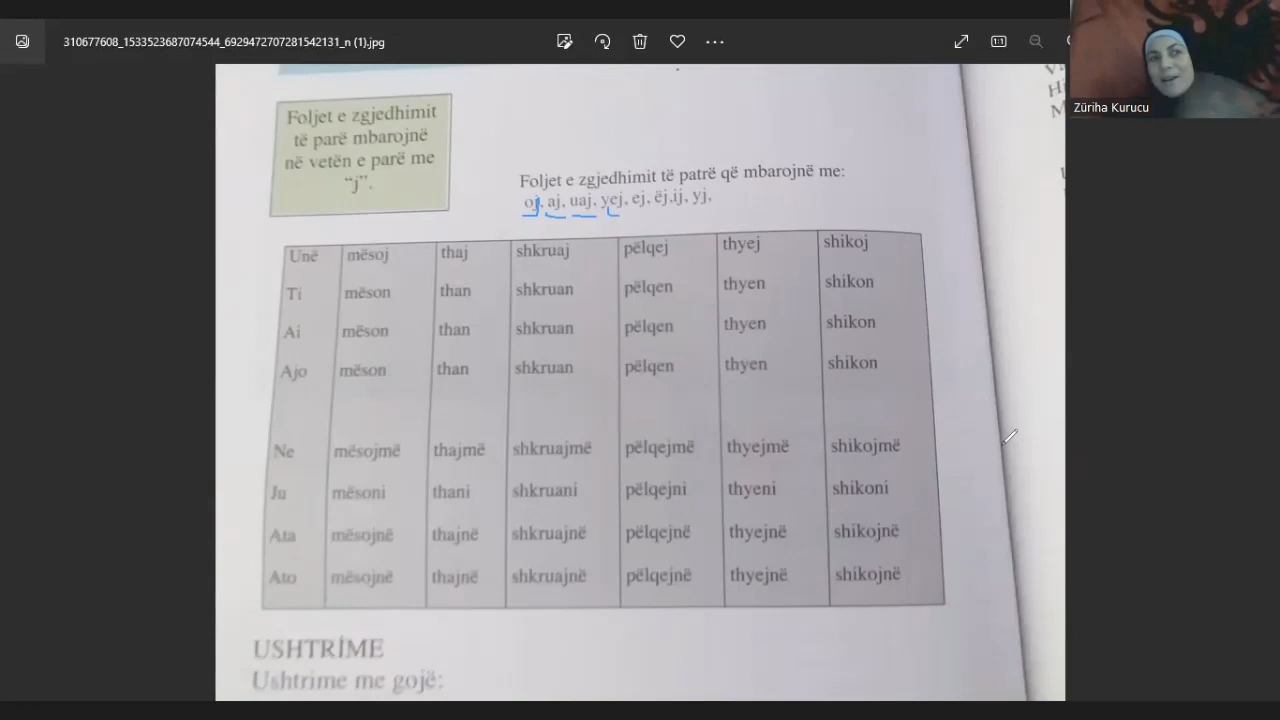 310677608_1533523687074544_6929472707281542131_n (1).jpg
Züriha Kurucu
Foljet e zgjedhimit
të parë mbarojnë
në vetën e parë me
“j”.
Foljet e zgjedhimit të patrë që mbarojnë me:
oj, aj, uaj, yej, ej, ëj,ij, yj,
Unë mësoj thaj shkruaj pëlqej thyej shikoj
Ti mëson than shkruan pëlqen thyen shikon
Ai mëson than shkruan pëlqen thyen shikon
Ajo mëson than shkruan pëlqen thyen shikon
Ne mësojmë thajmë shkruajmë pëlqejmë thyejmë shikojmë
Ju mësoni thani shkruani pëlqejni thyeni shikoni
Ata mësojnë thajnë shkruajnë pëlqejnë thyejnë shikojnë
Ato mësojnë thajnë shkruajnë pëlqejnë thyejnë shikojnë
USHTRİME
Ushtrime me gojë: